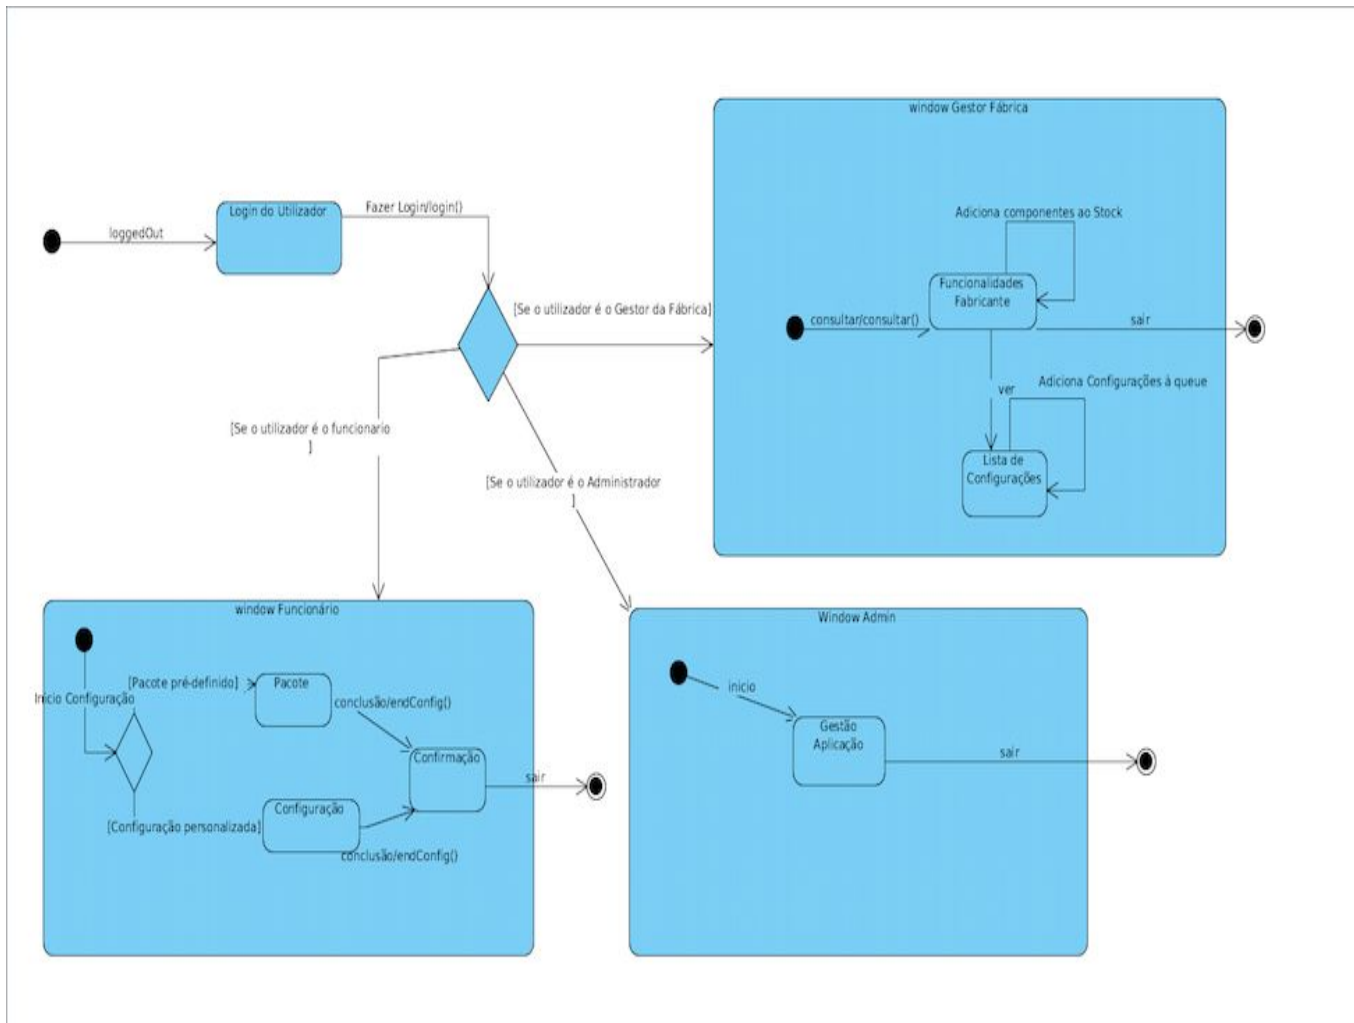 window Gestor Fábrica
Login do Utilizador
Fazer Login/login()
loggedOut
Adiciona componentes ao Stock
Funcionalidades
Fabricante
[Se o utilizador é o Gestor da Fábrica]
consultar/consultar()
sair
ver
Adiciona Configurações à queue
[Se o utilizador é o funcionario
]
Lista de
Configurações
[Se o utilizador é o Administrador
]
window Funcionário
Window Admin
[Pacote pré-definido]
Pacote
Inicio Configuração
conclusão/endConfig()
inicio
Gestão
Aplicação
Confirmação
sair
sair
Configuração
[Configuração personalizada]
conclusão/endConfig()